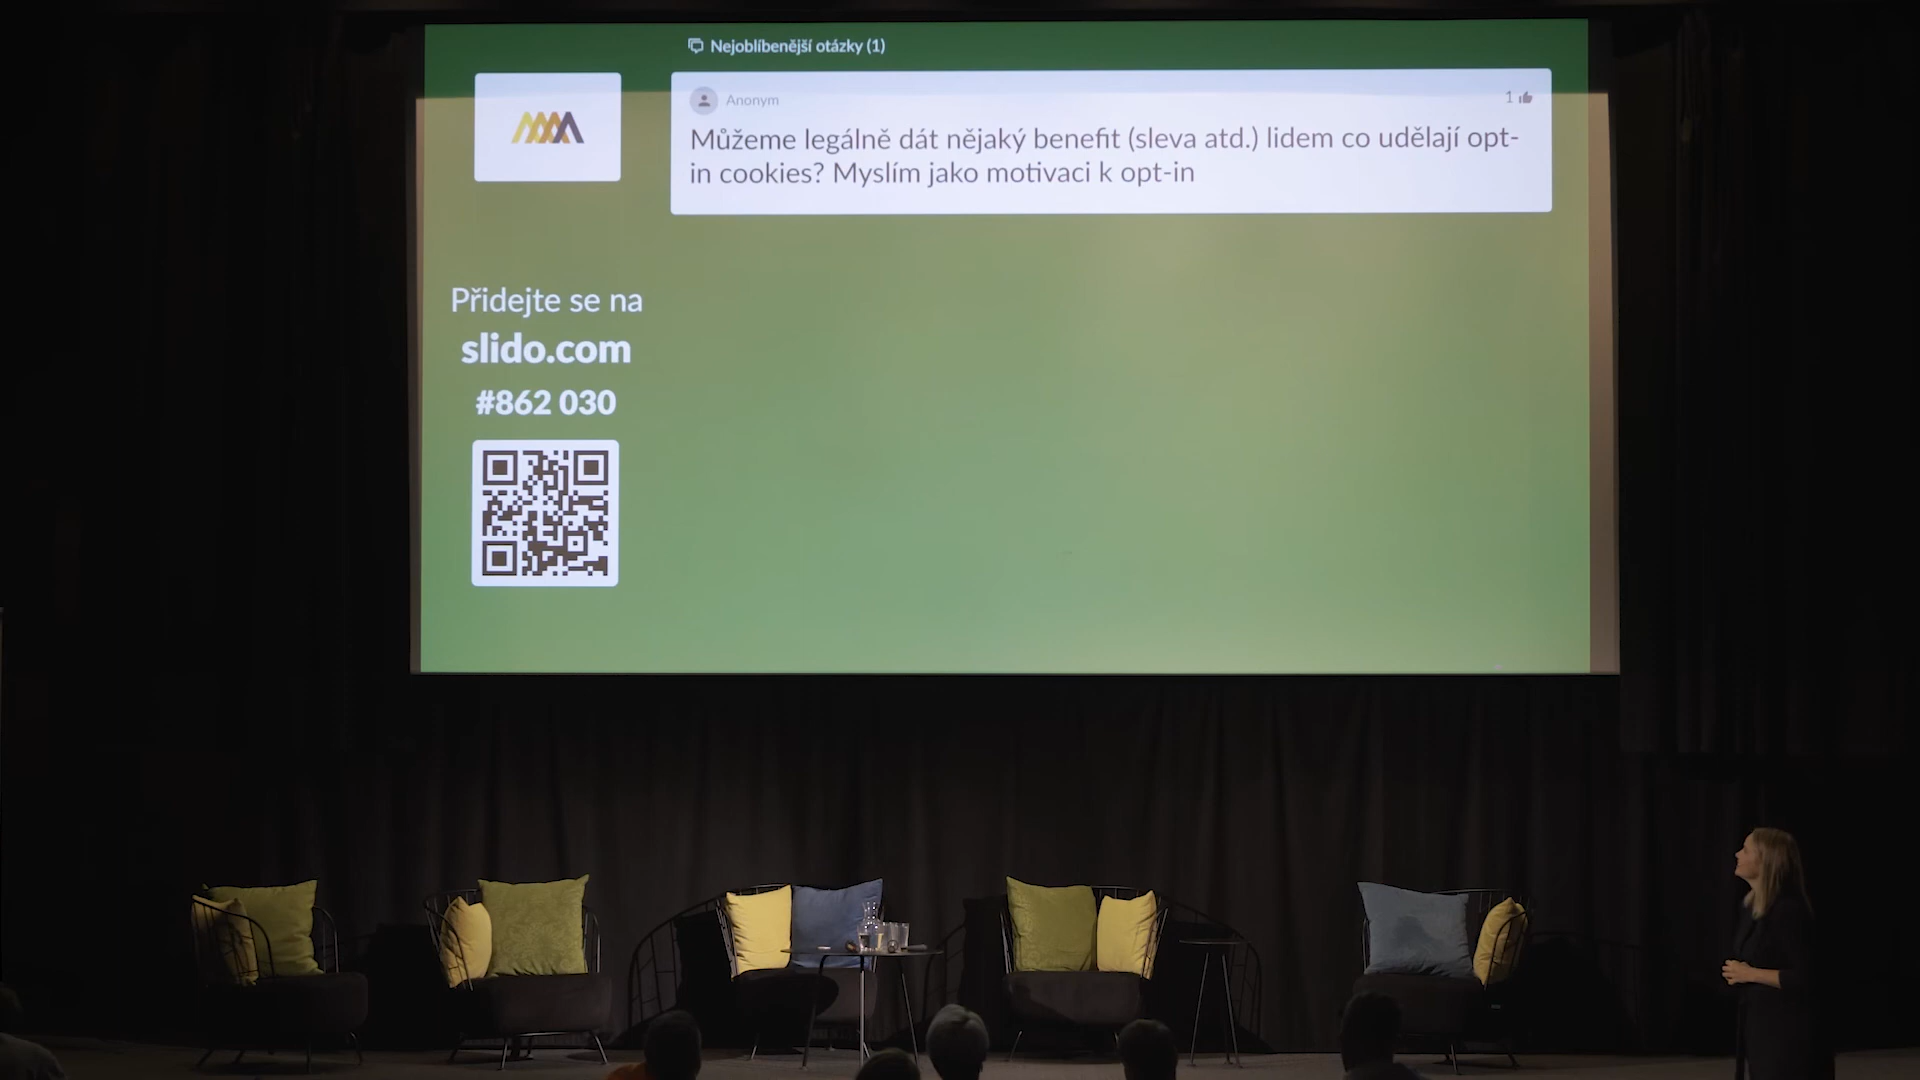 Nejoblíbenější otázky (1)
Anonym
1
Můžeme legálně dát nějaký benefit (sleva atd.) lidem co udělají opt-
in cookies? Myslím jako motivaci k opt-in
Přidejte se na
slido.com
#862 030